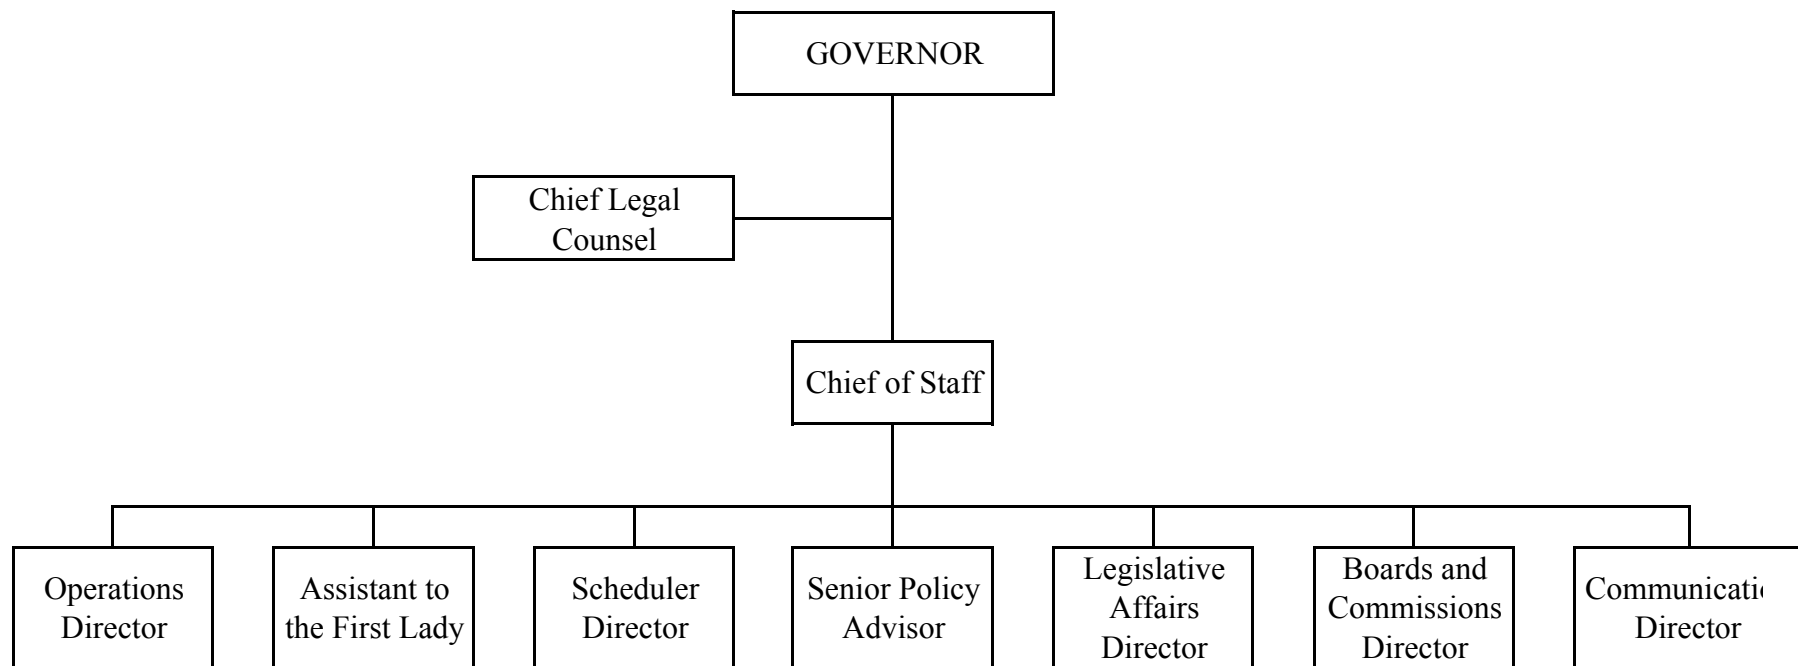 GOVERNOR
Chief Legal
Counsel
Chief of Staff
Operations
Director
Assistant to
the First Lady
Scheduler
Director
Senior Policy
Advisor
Legislative
Affairs
Director
Boards and
Commissions
Director
Director